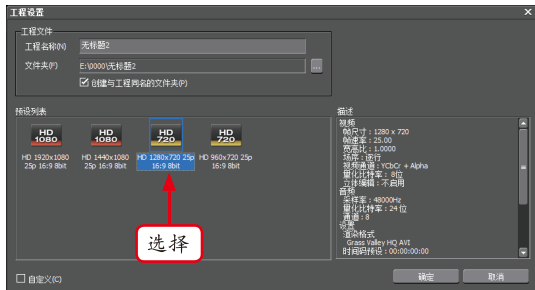 工程设置
工程文件
工程名称(N) 无标题2
文件夹(F) E:\0000\无标题2 ...
创建与工程同名的文件夹(P)
预设列表
HD 1080 HD 1080 HD 720 HD 720
HD 1920x1080 HD 1440x1080 HD 1280x720 25p HD 960x720 25p
25p 16:9 8bit 25p 16:9 8bit 16:9 8bit 16:9 8bit
选择
描述
视频
帧尺寸：1280 x 720
帧速率：25.00
宽高比：1.0000
场序：逐行
视频通道：YCbCr + Alpha
量化比特率：8位
立体编辑：不启用
音频
采样率：48000Hz
量化比特率：24 位
通道：8
设置
渲染格式
Grass Valley HQ AVI
时间码预设：00:00:00:00
自定义(C)
确定 取消